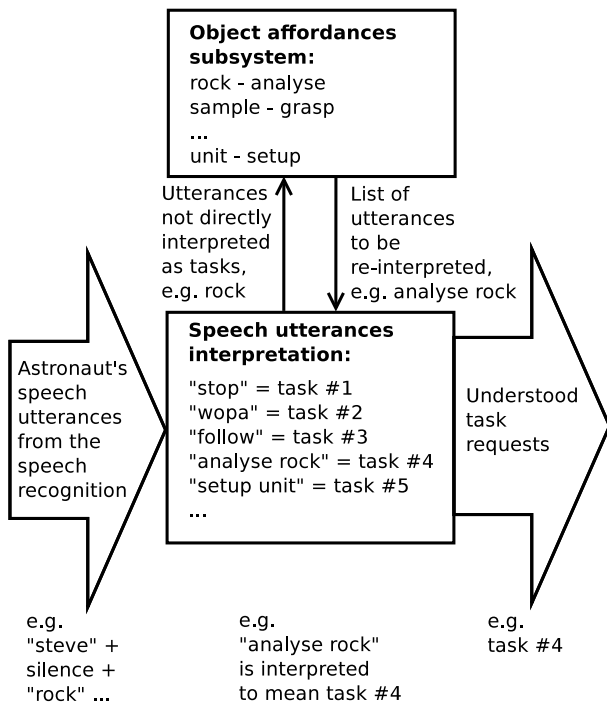 Object affordances
subsystem:
rock - analyse
sample - grasp
...
unit - setup
Utterances
not directly
interpreted
as tasks,
e.g. rock
List of
utterances
to be
re-interpreted,
e.g. analyse rock
Astronaut's
speech
utterances
from the
speech
recognition
Speech utterances
interpretation:
"stop" = task #1
"wopa" = task #2
"follow" = task #3
"analyse rock" = task #4
"setup unit" = task #5
...
Understood
task
requests
e.g.
"steve" +
silence +
"rock" ...
e.g.
"analyse rock"
is interpreted
to mean task #4
e.g.
task #4